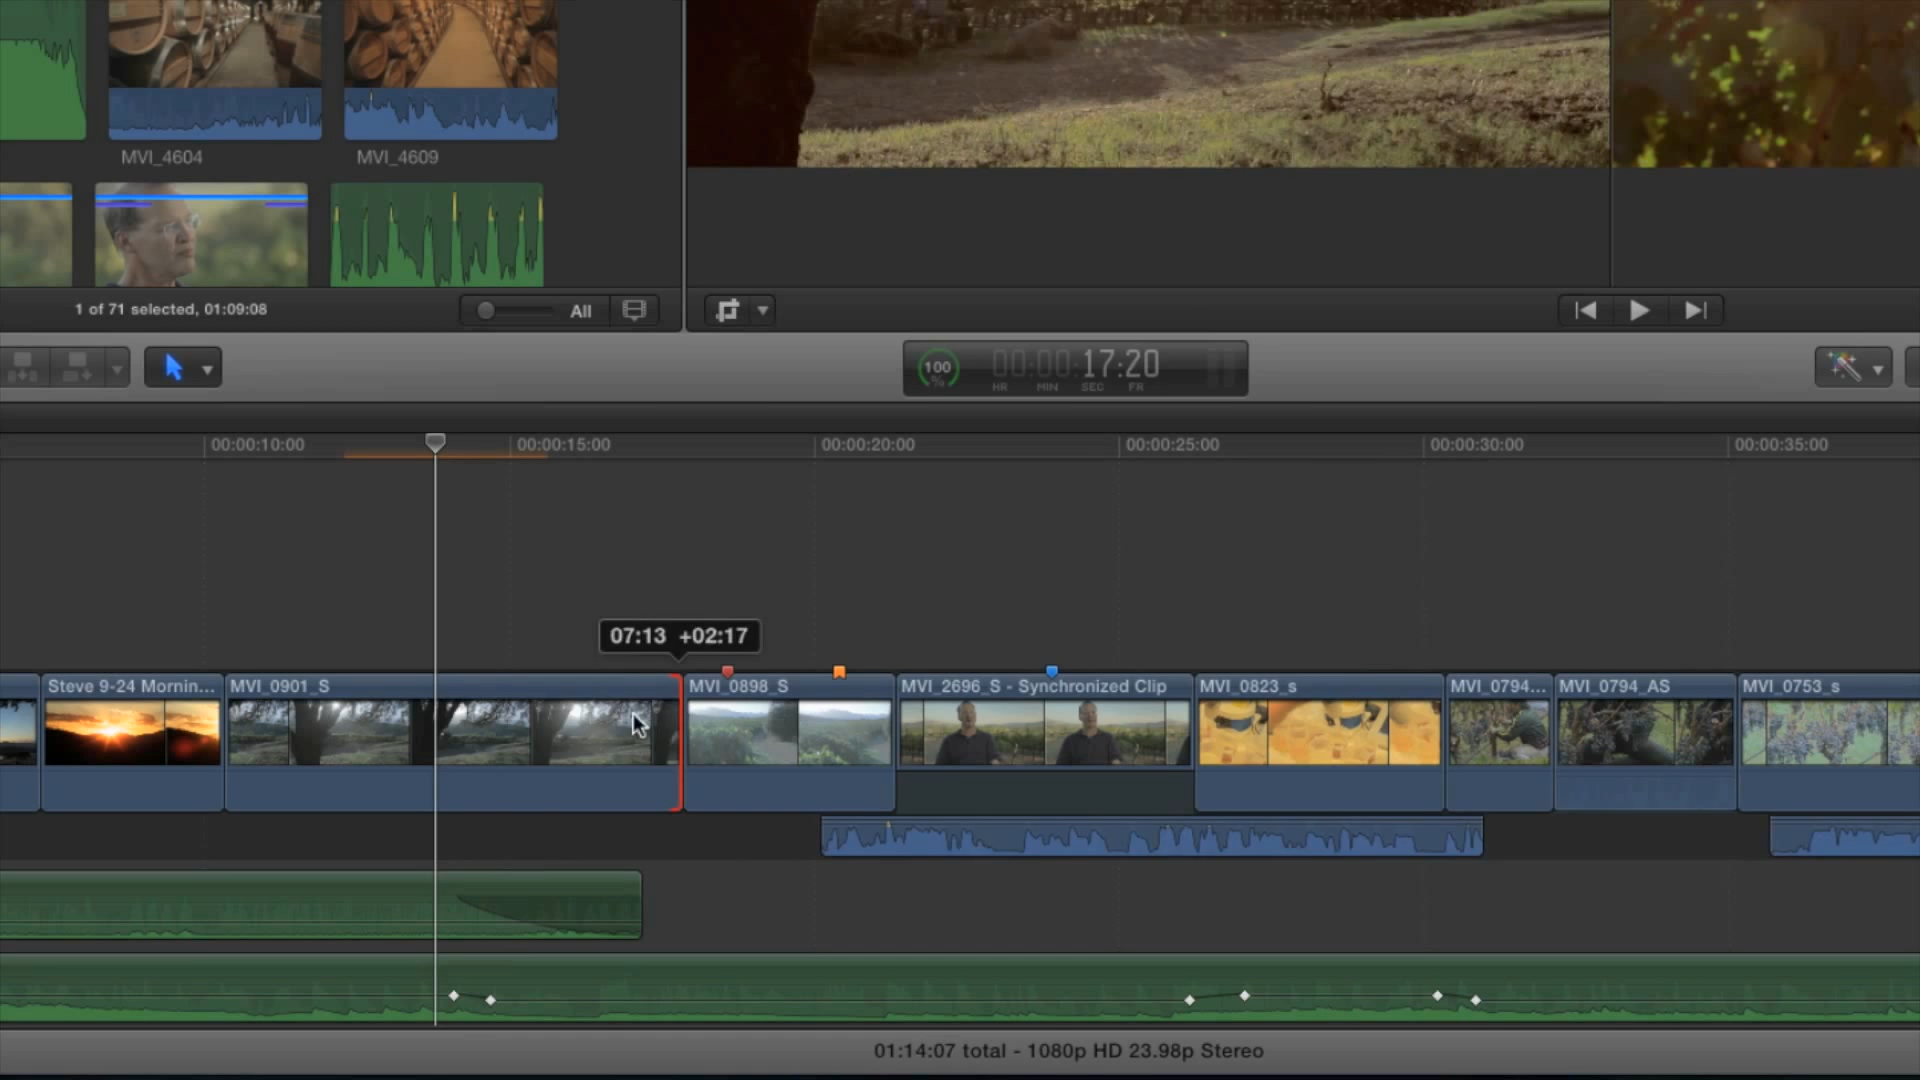 MVI_4604 MVI_4609
1 of 71 selected, 01:09:08 All
100 % 00:00:17:20
HR MIN SEC FR
00:00:10:00 00:00:15:00 00:00:20:00 00:00:25:00 00:00:30:00 00:00:35:00
07:13 +02:17
Steve 9-24 Mornin... MVI_0901_S MVI_0898_S MVI_2696_S - Synchronized Clip MVI_0823_s MVI_0794... MVI_0794_AS MVI_0753_s
01:14:07 total - 1080p HD 23.98p Stereo